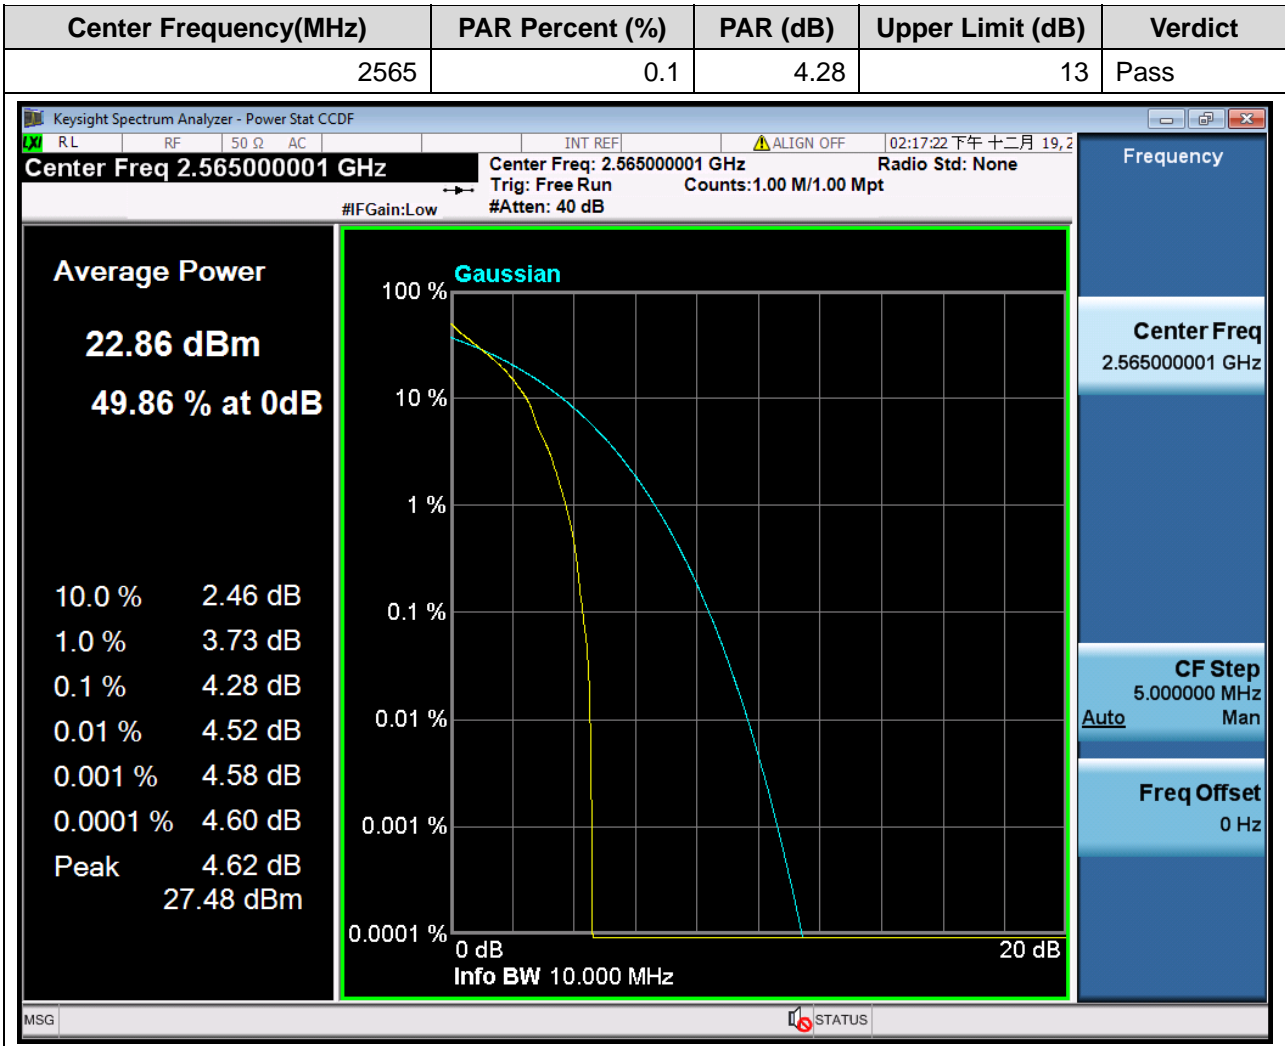 Center Frequency(MHz) PAR Percent (%) PAR (dB) Upper Limit (dB) Verdict
2565 0.1 4.28 13 Pass
Keysight Spectrum Analyzer - Power Stat CCDF
LXI RL RF 50 Ω AC INT REF ALIGN OFF 02:17:22 下午 十二月 19, 2
Center Freq 2.565000001 GHz
Center Freq: 2.565000001 GHz Radio Std: None
Trig: Free Run Counts:1.00 M/1.00 Mpt
#IFGain:Low #Atten: 40 dB
Average Power
22.86 dBm
49.86 % at 0dB
10.0 % 2.46 dB
1.0 % 3.73 dB
0.1 % 4.28 dB
0.01 % 4.52 dB
0.001 % 4.58 dB
0.0001 % 4.60 dB
Peak 4.62 dB
27.48 dBm
Gaussian
100 %
10 %
1 %
0.1 %
0.01 %
0.001 %
0.0001 %
0 dB 20 dB
Info BW 10.000 MHz
Frequency
Center Freq
2.565000001 GHz
CF Step
5.000000 MHz
Auto Man
Freq Offset
0 Hz
MSG STATUS